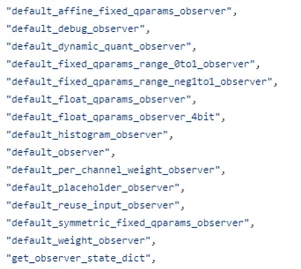 "default_affine_fixed_qparams_observer",
"default_debug_observer",
"default_dynamic_quant_observer",
"default_fixed_qparams_range_0to1_observer",
"default_fixed_qparams_range_neg1to1_observer",
"default_float_qparams_observer",
"default_float_qparams_observer_4bit",
"default_histogram_observer",
"default_observer",
"default_per_channel_weight_observer",
"default_placeholder_observer",
"default_reuse_input_observer",
"default_symmetric_fixed_qparams_observer",
"default_weight_observer",
"get_observer_state_dict",